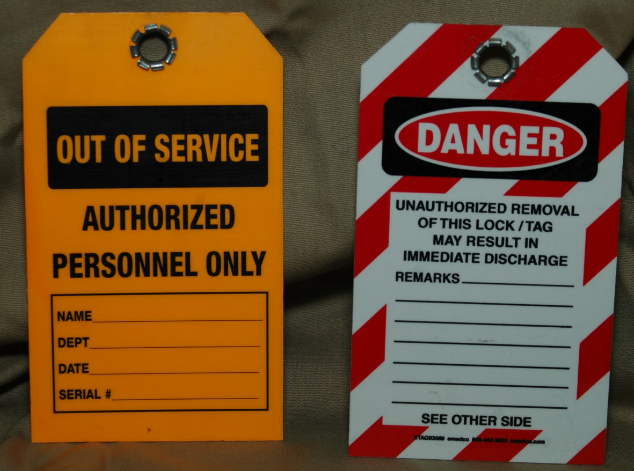 OUT OF SERVICE
AUTHORIZED
PERSONNEL ONLY
NAME
DEPT
DATE
SERIAL #
DANGER
UNAUTHORIZED REMOVAL
OF THIS LOCK / TAG
MAY RESULT IN
IMMEDIATE DISCHARGE
REMARKS
SEE OTHER SIDE
emedco